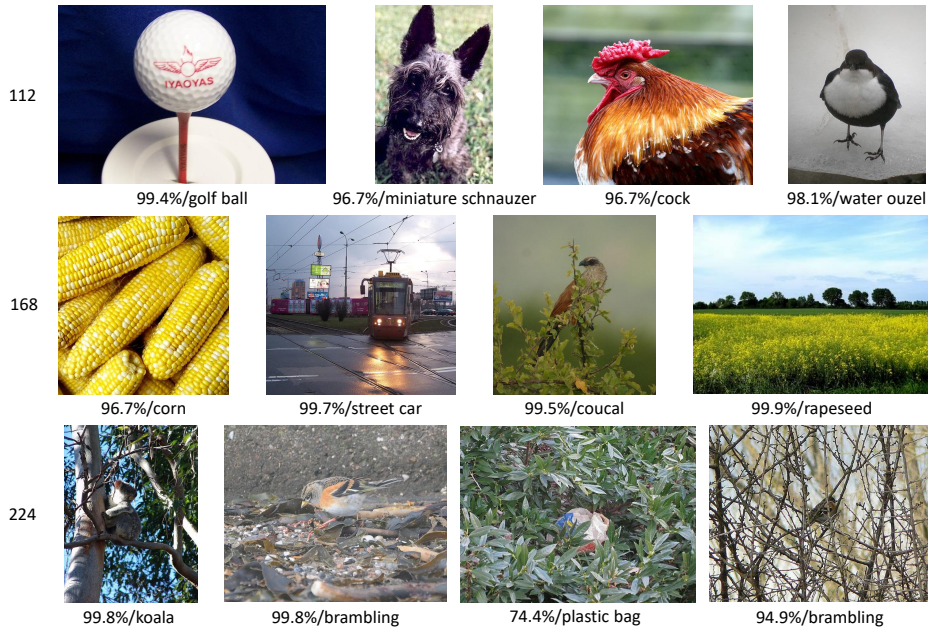 112
IYAOYAS
99.4%/golf ball
96.7%/miniature schnauzer
96.7%/cock
98.1%/water ouzel
168
96.7%/corn
99.7%/street car
99.5%/coucal
99.9%/rapeseed
224
99.8%/koala
99.8%/brambling
74.4%/plastic bag
94.9%/brambling